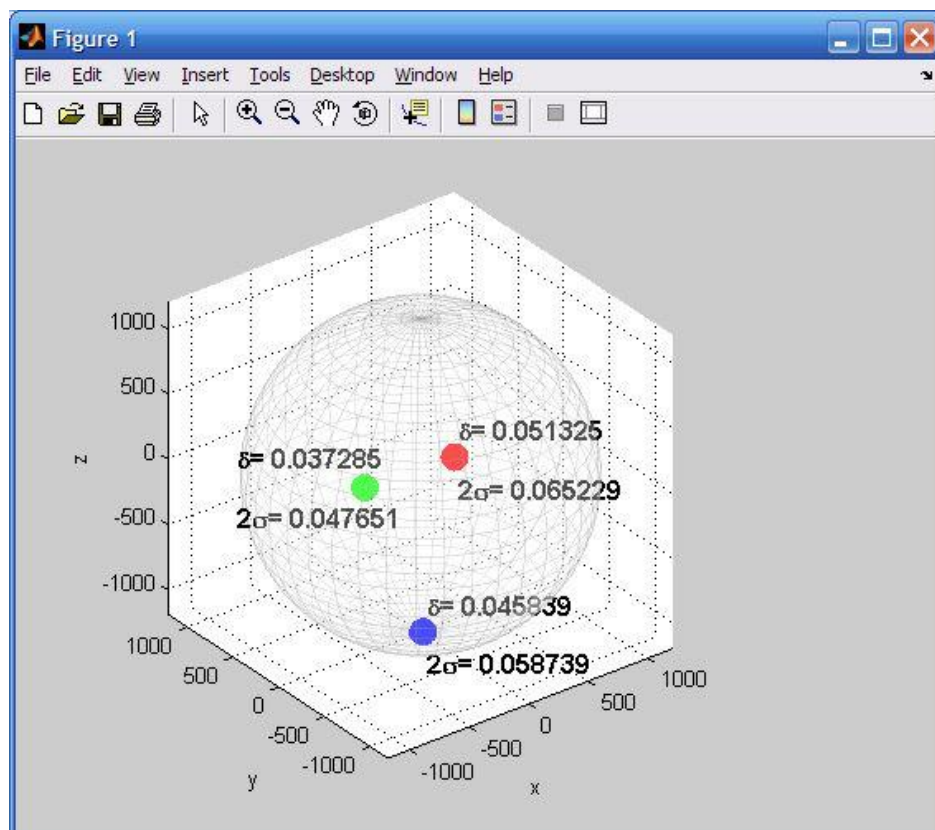 Figure 1
File Edit View Insert Tools Desktop Window Help
1000
500
0
-500
-1000
z
δ= 0.051325
2σ= 0.065229
δ= 0.037285
2σ= 0.047651
δ= 0.045839
2σ= 0.058739
1000
500
0
-500
-1000
y
-1000
-500
0
500
1000
x